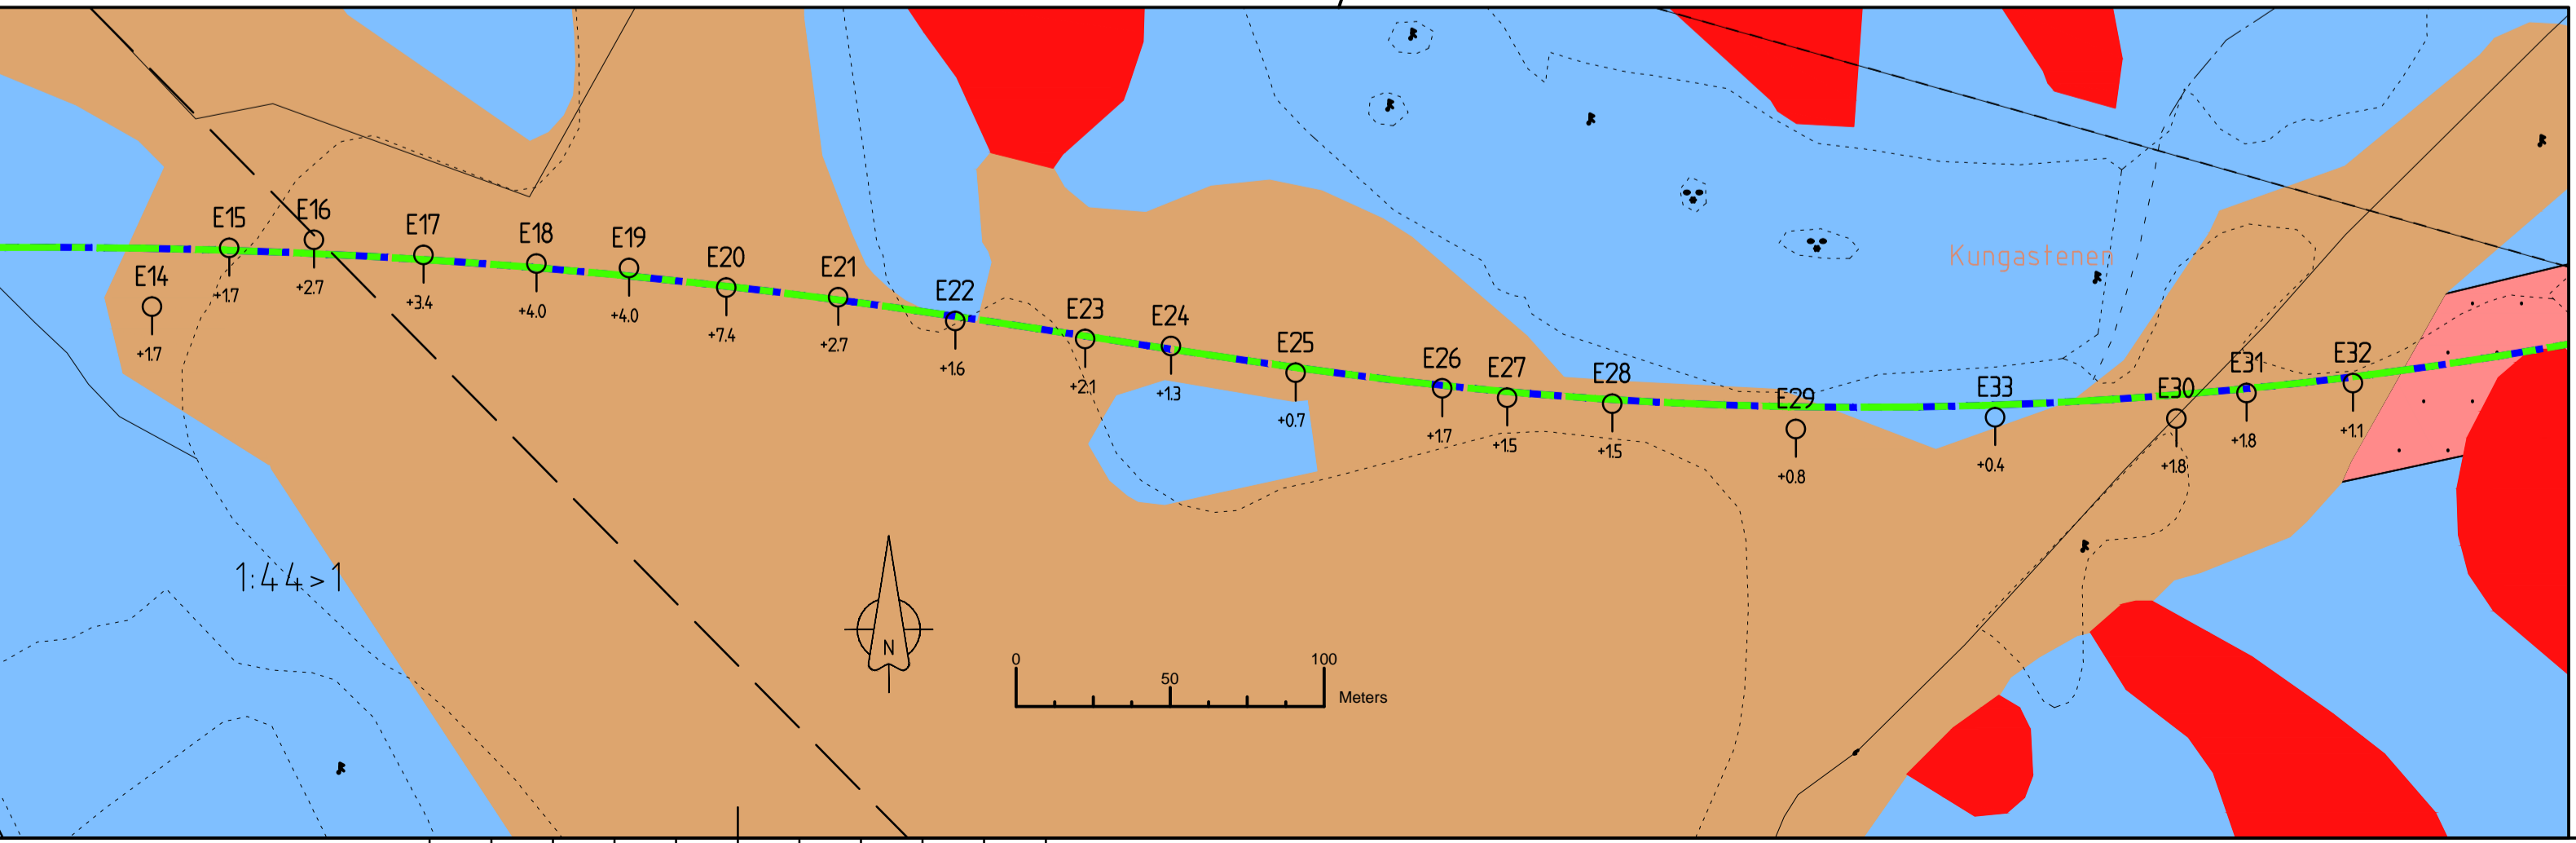 Kungastenen
E14
+1.7
E15
+1.7
E16
+2.7
E17
+3.4
E18
+4.0
E19
+4.0
E20
+7.4
E21
+2.7
E22
+1.6
E23
+2.1
E24
+1.3
E25
+0.7
E26
+1.7
E27
+1.5
E28
+1.5
E29
+0.8
E33
+0.4
E30
+1.8
E31
+1.8
E32
+1.1
1:44>1
N
0
50
100
Meters